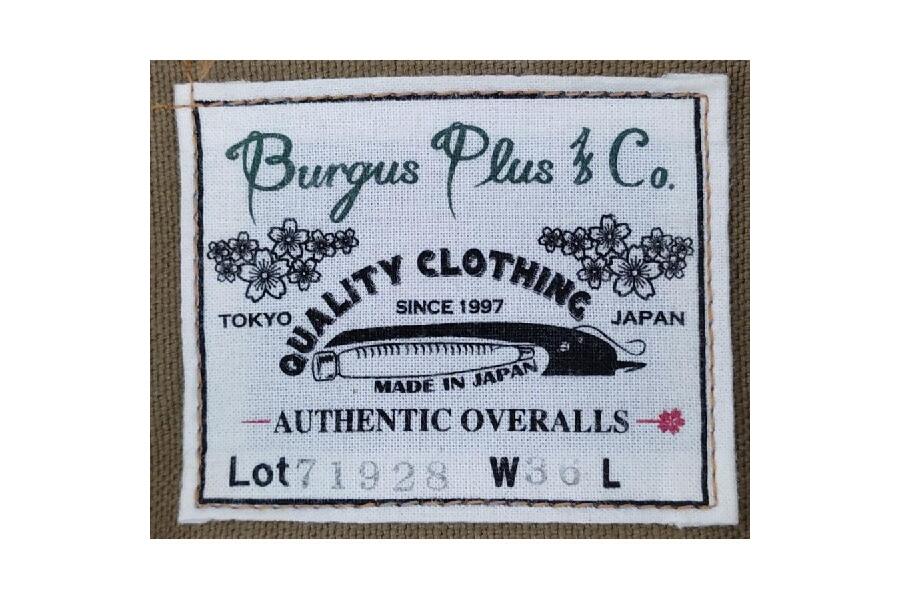 Burgus Plus & Co.
QUALITY CLOTHING
SINCE 1997
TOKYO JAPAN
MADE IN JAPAN
AUTHENTIC OVERALLS
Lot 71928 W36 L